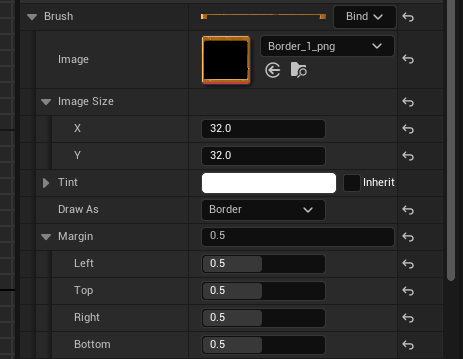 Brush Bind
Image Border_1_png
Image Size
X 32.0
Y 32.0
Tint Inherit
Draw As Border
Margin 0.5
Left 0.5
Top 0.5
Right 0.5
Bottom 0.5